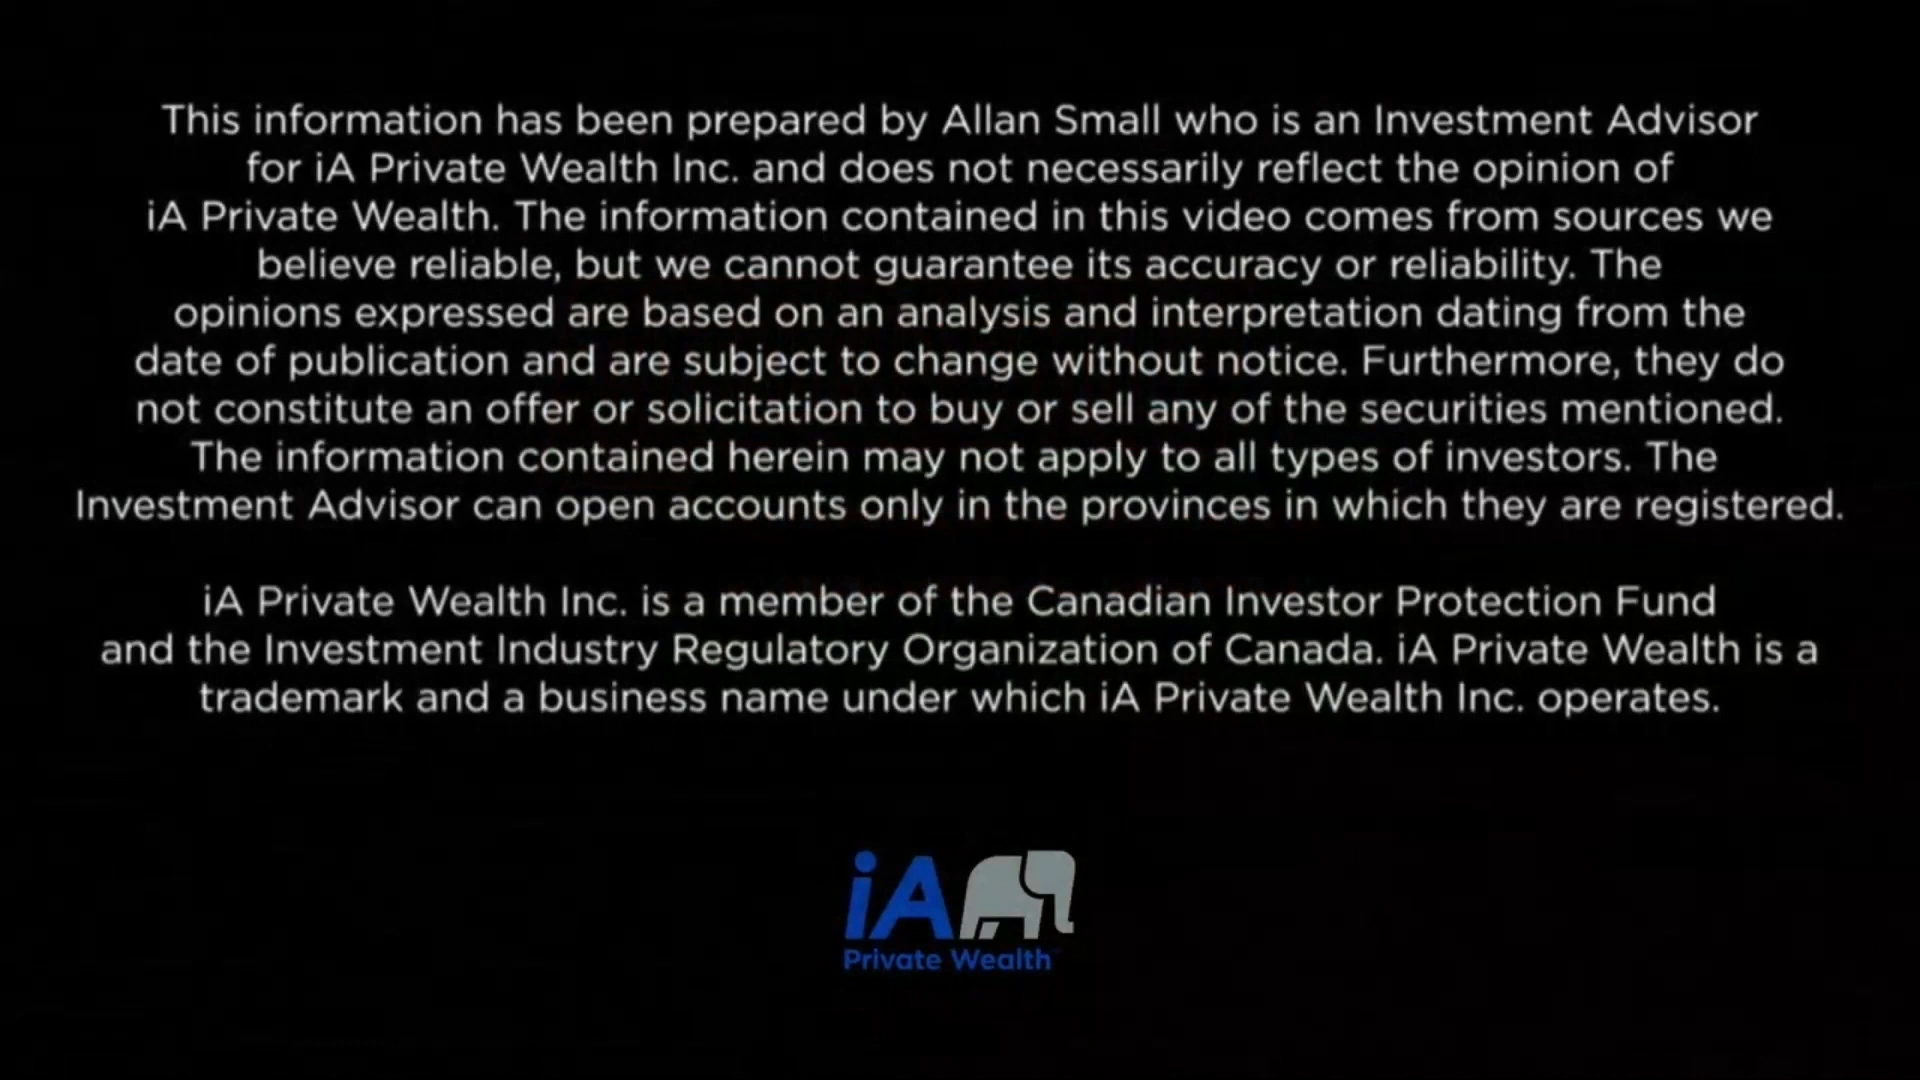 This information has been prepared by Allan Small who is an Investment Advisor
for iA Private Wealth Inc. and does not necessarily reflect the opinion of
iA Private Wealth. The information contained in this video comes from sources we
believe reliable, but we cannot guarantee its accuracy or reliability. The
opinions expressed are based on an analysis and interpretation dating from the
date of publication and are subject to change without notice. Furthermore, they do
not constitute an offer or solicitation to buy or sell any of the securities mentioned.
The information contained herein may not apply to all types of investors. The
Investment Advisor can open accounts only in the provinces in which they are registered.
iA Private Wealth Inc. is a member of the Canadian Investor Protection Fund
and the Investment Industry Regulatory Organization of Canada. iA Private Wealth is a
trademark and a business name under which iA Private Wealth Inc. operates.
iA
Private Wealth